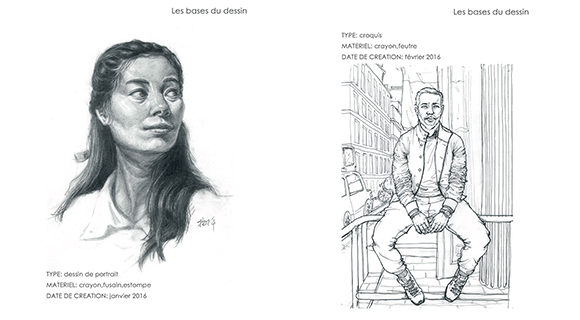 Les bases du dessin
TYPE: dessin de portrait
MATERIEL: crayon,fusain,estompe
DATE DE CREATION: janvier 2016
Les bases du dessin
TYPE: croquis
MATERIEL: crayon,feutre
DATE DE CREATION: février 2016